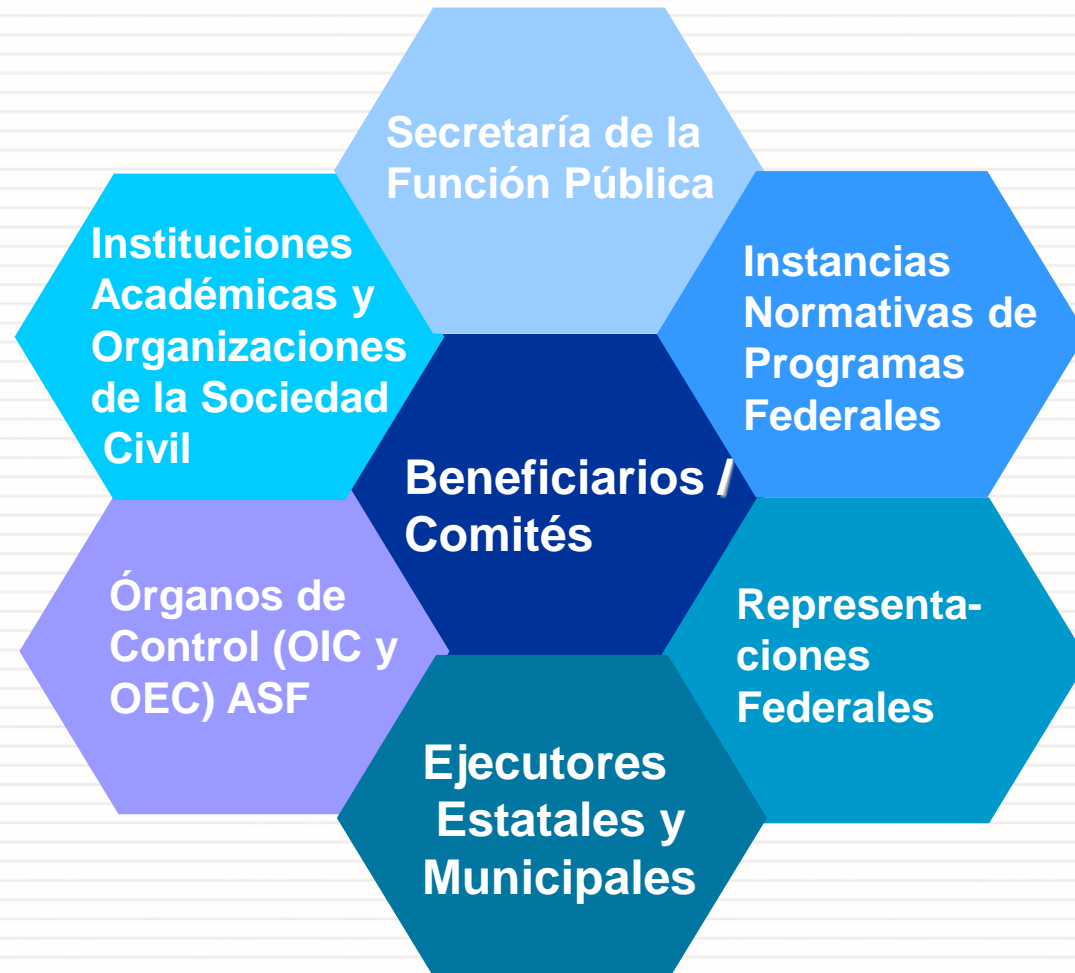 Secretaría de la
Función Pública
Instituciones
Académicas y
Organizaciones
de la Sociedad
Civil
Instancias
Normativas de
Programas
Federales
Beneficiarios /
Comités
Órganos de
Control (OIC y
OEC) ASF
Representa-
ciones
Federales
Ejecutores
Estatales y
Municipales